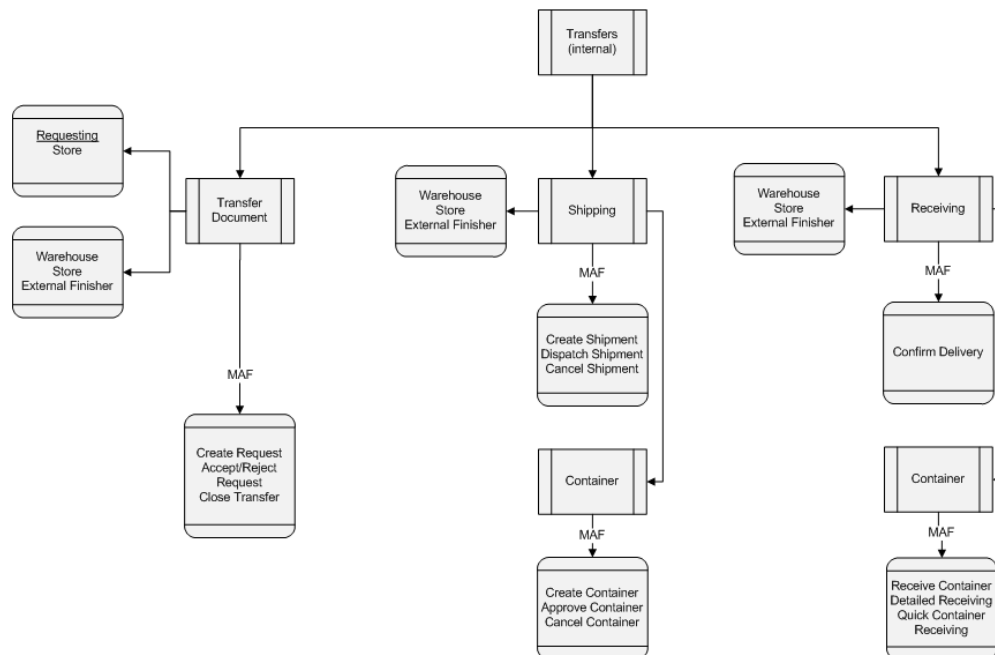 Transfers
(internal)
Requesting
Store
Warehouse
Store
External Finisher
Transfer
Document
MAF
Create Request
Accept/Reject
Request
Close Transfer
Warehouse
Store
External Finisher
Shipping
MAF
Create Shipment
Dispatch Shipment
Cancel Shipment
Container
MAF
Create Container
Approve Container
Cancel Container
Warehouse
Store
External Finisher
Receiving
MAF
Confirm Delivery
Container
MAF
Receive Container
Detailed Receiving
Quick Container
Receiving